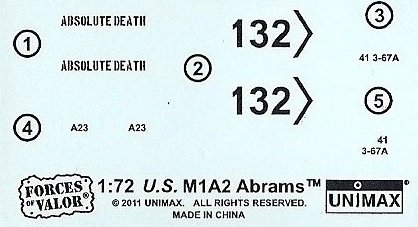 1
ABSOLUTE DEATH
ABSOLUTE DEATH
2
132
132
3
41 3-67A
4
A23 A23
5
41
3-67A
FORCES OF VALOR®
1:72 U.S. M1A2 Abrams™
© 2011 UNIMAX. ALL RIGHTS RESERVED.
MADE IN CHINA
UNIMAX